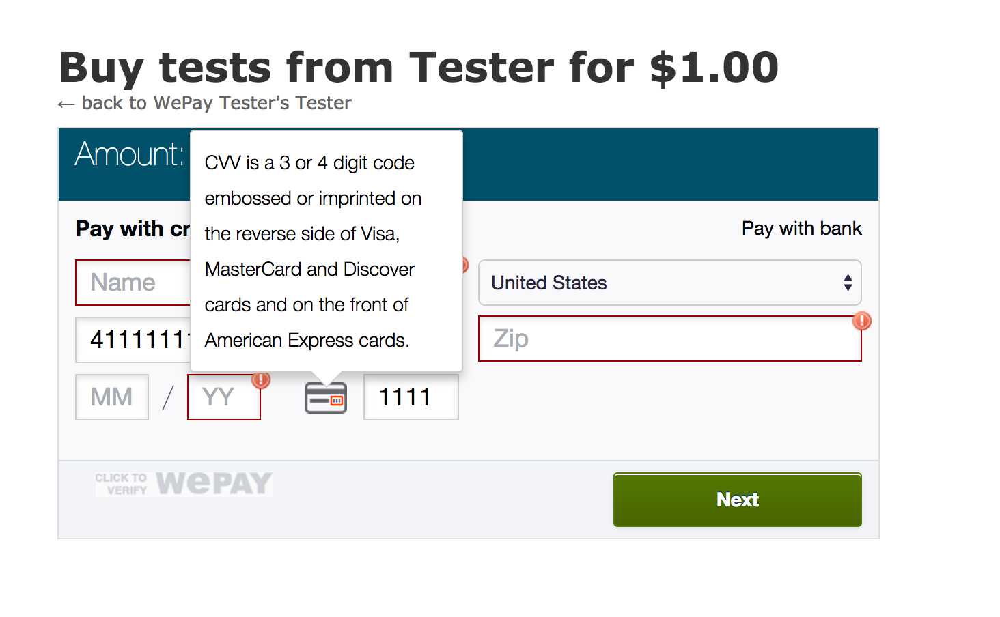 Buy tests from Tester for $1.00
← back to WePay Tester's Tester
Amount:
CVV is a 3 or 4 digit code
embossed or imprinted on
the reverse side of Visa,
MasterCard and Discover
cards and on the front of
American Express cards.
Pay with cr
Pay with bank
Name
United States
41111111
Zip
MM / YY
1111
CLICK TO
VERIFY
WePAY
Next